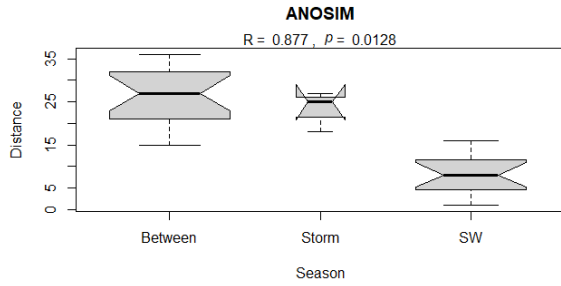 ANOSIM
R = 0.877 , P = 0.0128
Distance
35
25
15
5
0
Between Storm SW
Season